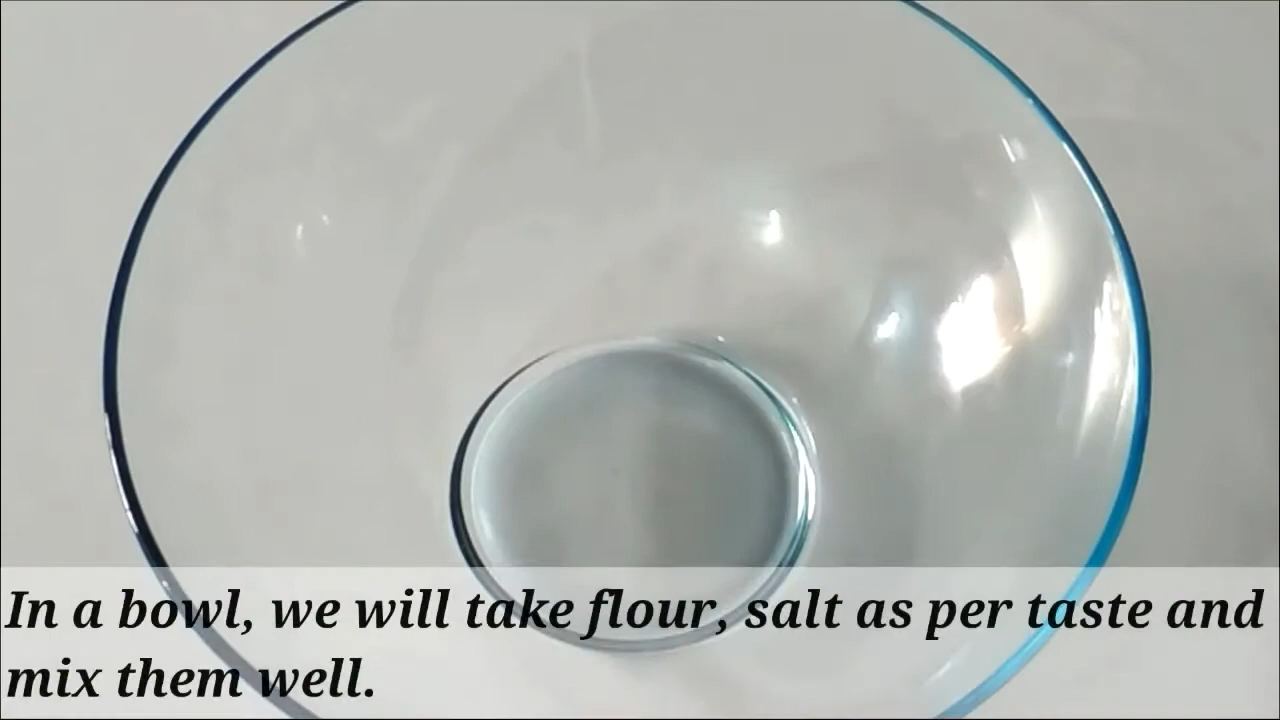 In a bowl, we will take flour, salt as per taste and
mix them well.